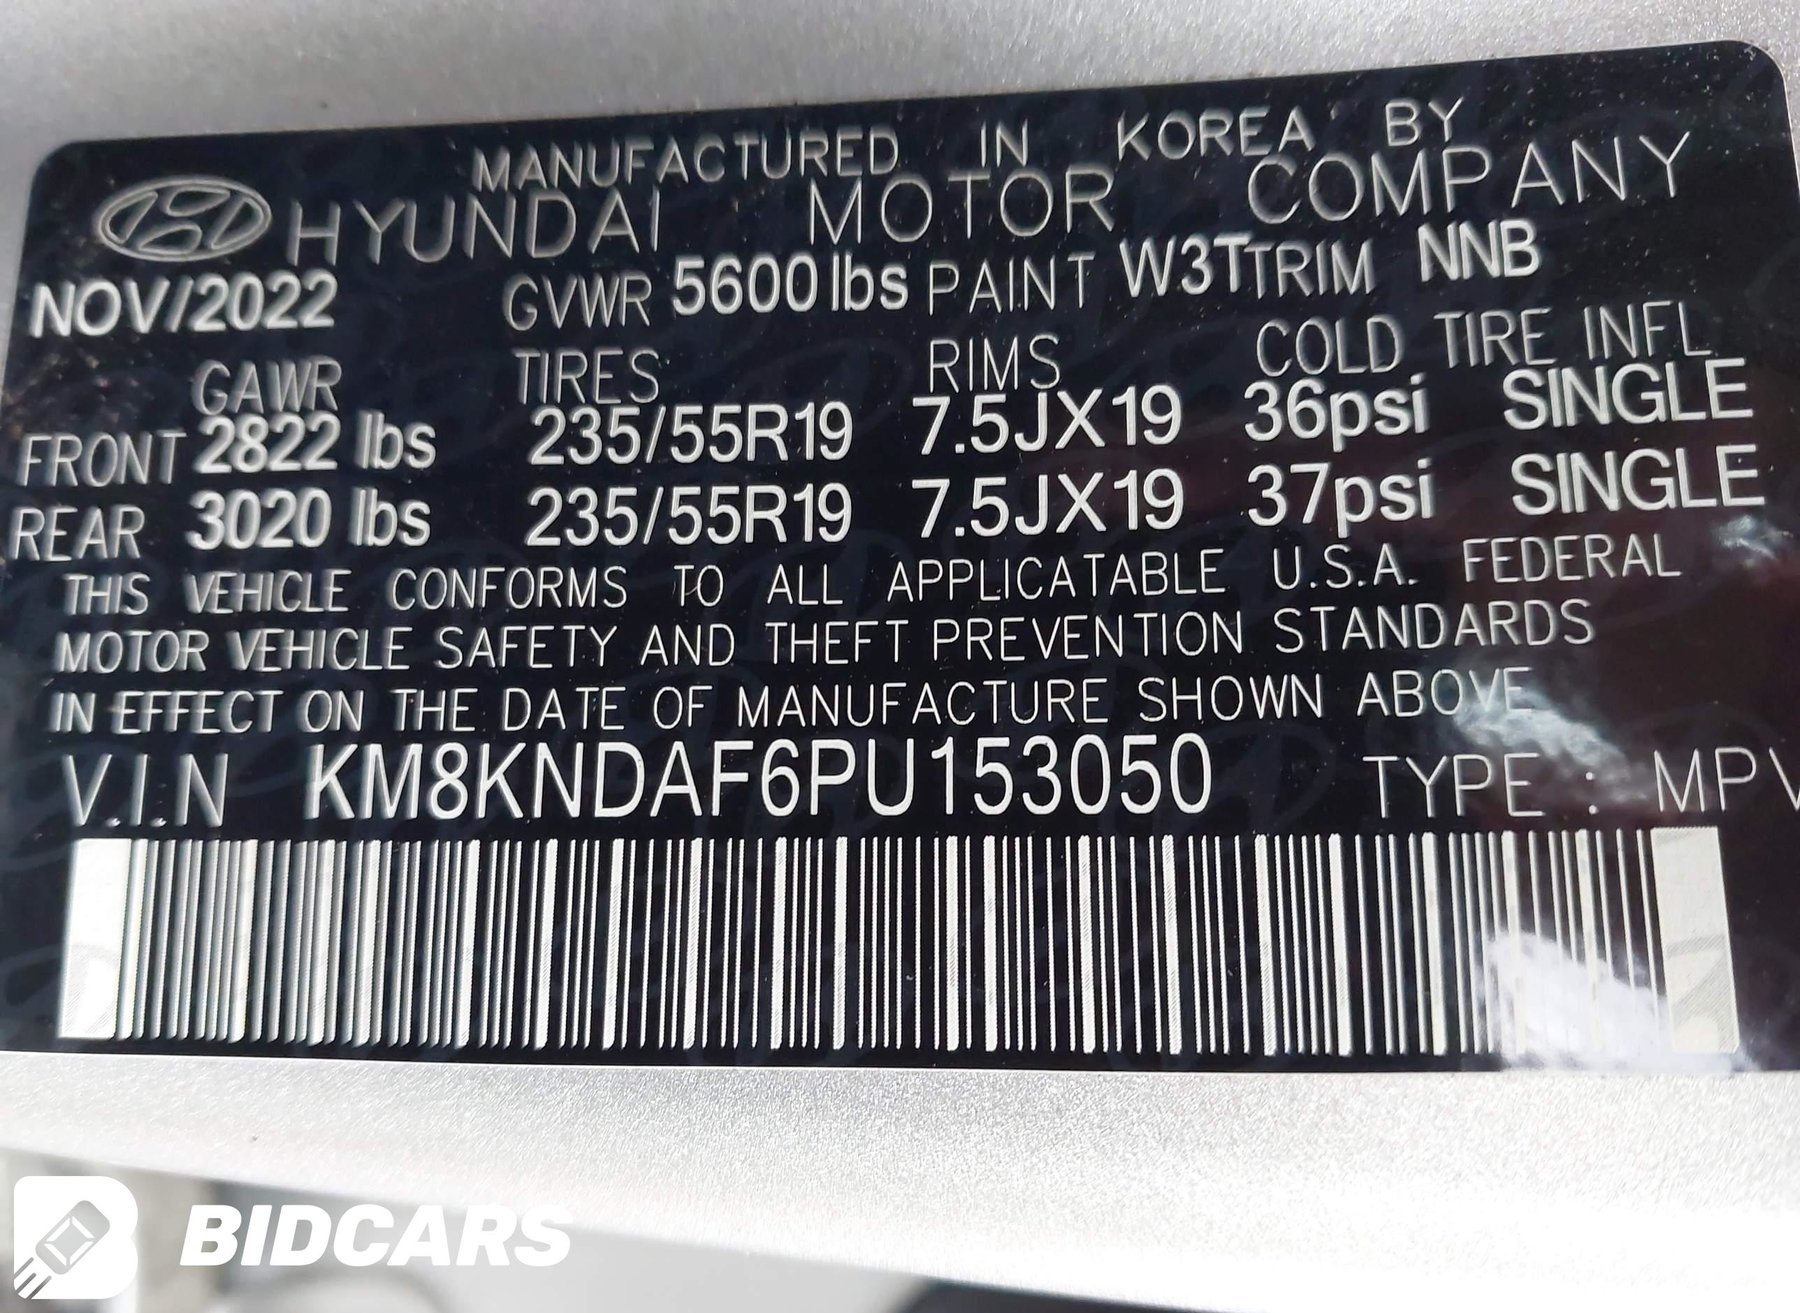 MANUFACTURED IN KOREA BY
HYUNDAI MOTOR COMPANY
NOV/2022 GVWR 5600 lbs PAINT W3T TRIM NNB
GAWR TIRES RIMS COLD TIRE INFL
FRONT 2822 lbs 235/55R19 7.5JX19 36psi SINGLE
REAR 3020 lbs 235/55R19 7.5JX19 37psi SINGLE
THIS VEHICLE CONFORMS TO ALL APPLICATABLE U.S.A. FEDERAL
MOTOR VEHICLE SAFETY AND THEFT PREVENTION STANDARDS
IN EFFECT ON THE DATE OF MANUFACTURE SHOWN ABOVE
V.I.N KM8KNDAF6PU153050 TYPE : MPV
BIDCARS